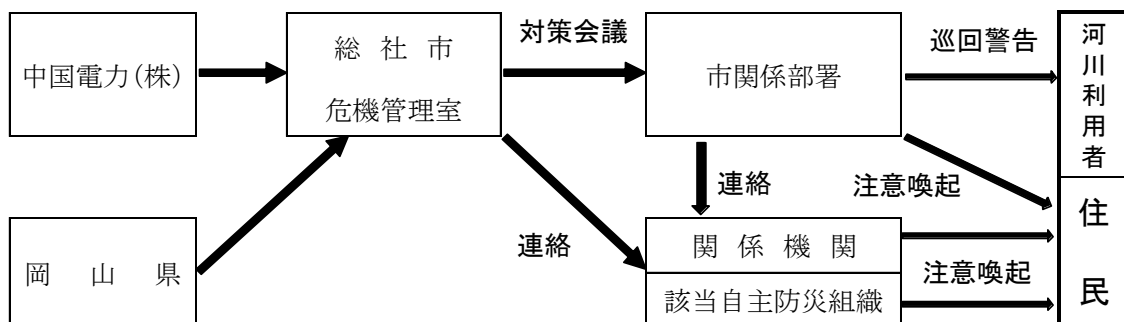 中国電力(株)
総社市
危機管理室
対策会議
市関係部署
巡回警告
河川利用者
連絡
注意喚起
岡山県
連絡
関係機関
該当自主防災組織
注意喚起
住民